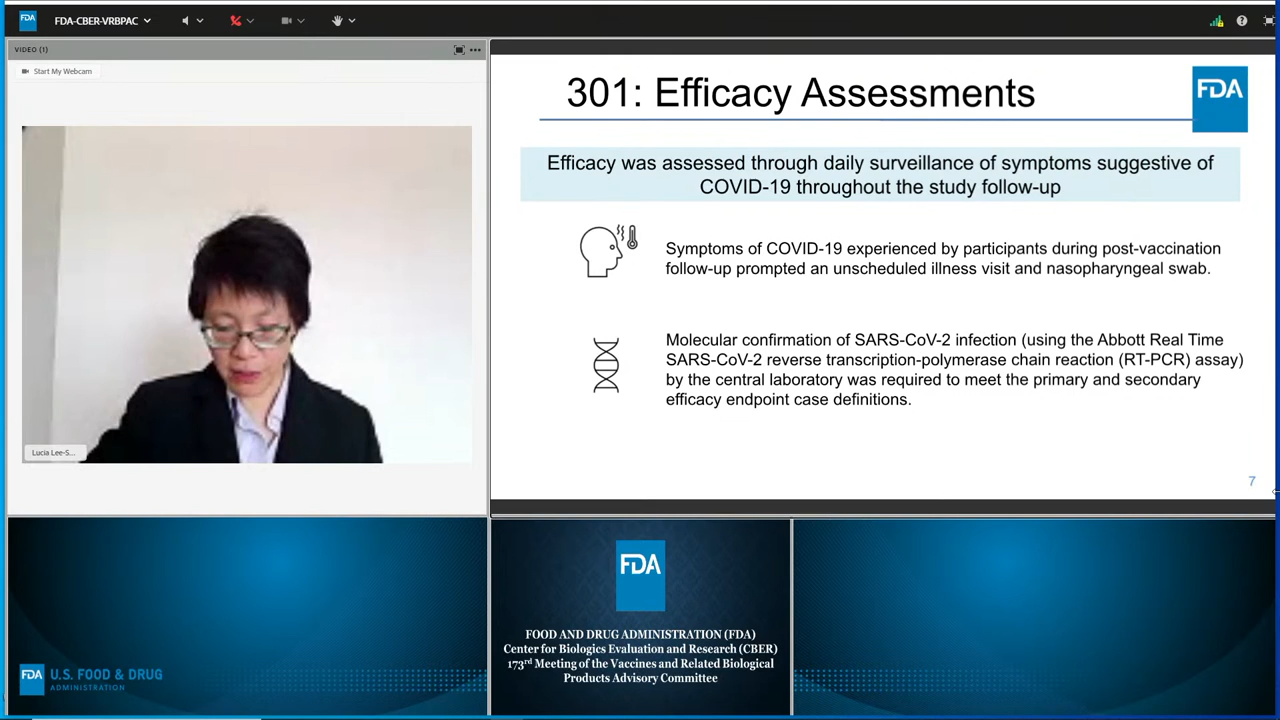 FDA
FDA-CBER-VRBPAC
VIDEO (1)
Start My Webcam
Lucia Lee-S...
301: Efficacy Assessments
FDA
Efficacy was assessed through daily surveillance of symptoms suggestive of
COVID-19 throughout the study follow-up
Symptoms of COVID-19 experienced by participants during post-vaccination
follow-up prompted an unscheduled illness visit and nasopharyngeal swab.
Molecular confirmation of SARS-CoV-2 infection (using the Abbott Real Time
SARS-CoV-2 reverse transcription-polymerase chain reaction (RT-PCR) assay)
by the central laboratory was required to meet the primary and secondary
efficacy endpoint case definitions.
7
FDA
U.S. FOOD & DRUG
ADMINISTRATION
FDA
FOOD AND DRUG ADMINISTRATION (FDA)
Center for Biologics Evaluation and Research (CBER)
173rd Meeting of the Vaccines and Related Biological
Products Advisory Committee